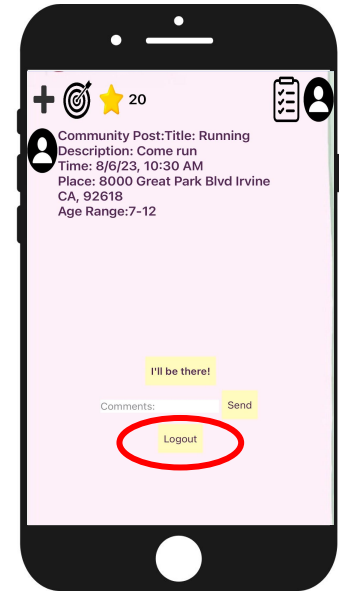 20
Community Post:Title: Running
Description: Come run
Time: 8/6/23, 10:30 AM
Place: 8000 Great Park Blvd Irvine
CA, 92618
Age Range:7-12
I'll be there!
Comments:
Send
Logout